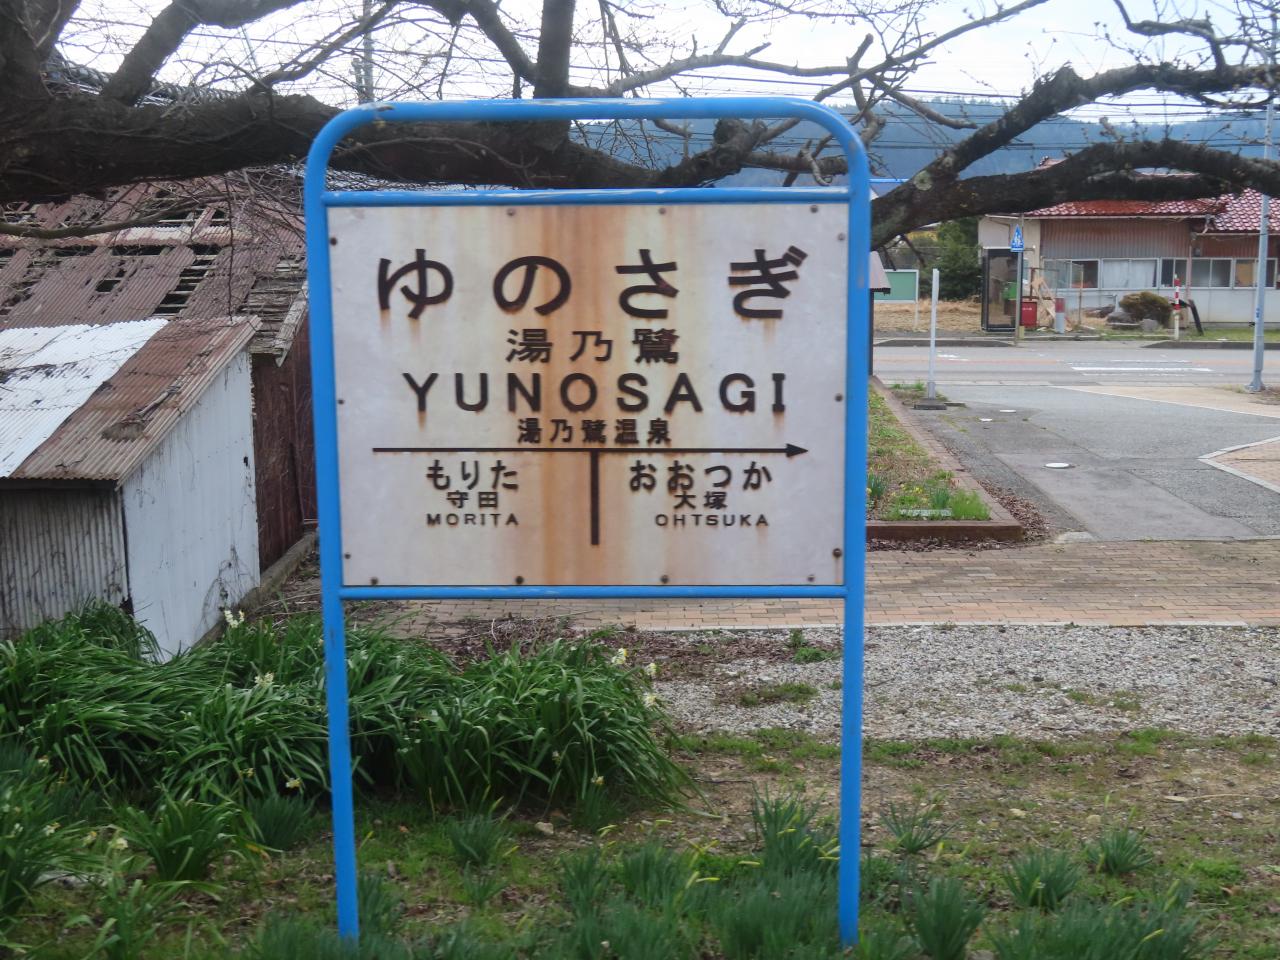 ゆのさぎ
湯乃鷺
YUNOSAGI
湯乃鷺温泉
もりた おおつか
守田 大塚
MORITA OHTSUKA